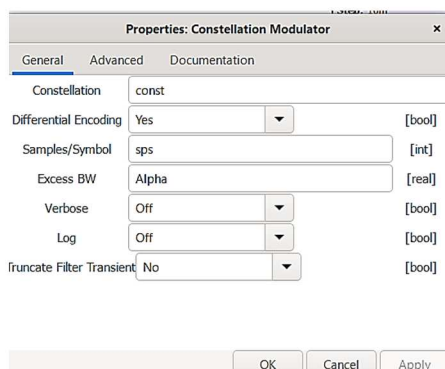 Properties: Constellation Modulator ×
General Advanced Documentation
Constellation const
Differential Encoding Yes [bool]
Samples/Symbol sps [int]
Excess BW Alpha [real]
Verbose Off [bool]
Log Off [bool]
Truncate Filter Transient No [bool]
OK Cancel Apply